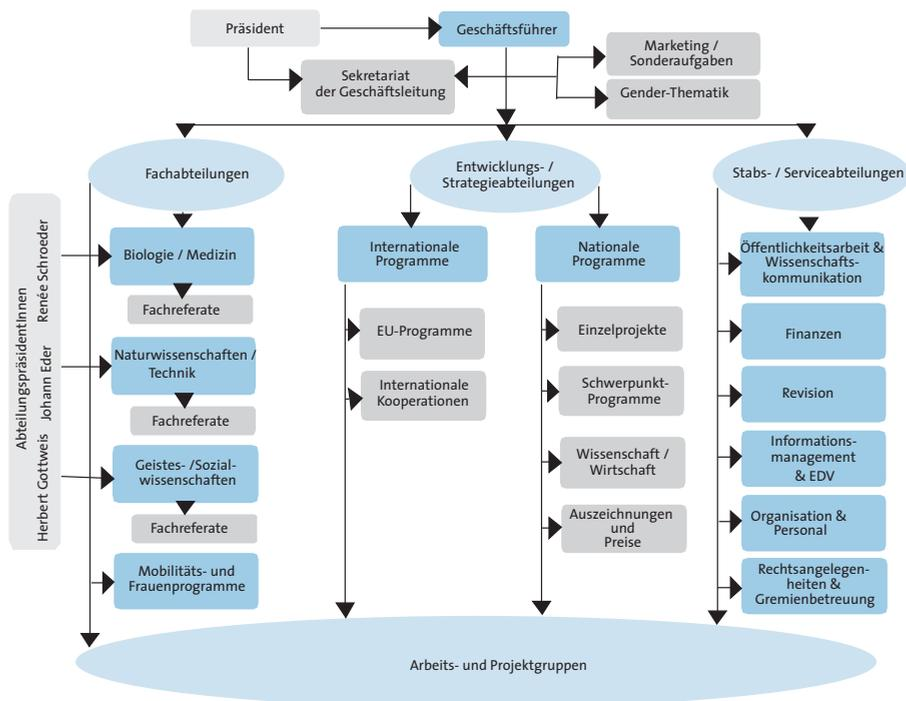 Präsident
Geschäftsführer
Sekretariat
der Geschäftsleitung
Marketing /
Sonderaufgaben
Gender-Thematik
Fachabteilungen
Entwicklungs- /
Strategieabteilungen
Stabs- / Serviceabteilungen
AbteilungspräsidentInnen
Herbert Gottweis Johann Eder Renée Schroeder
Biologie / Medizin
Fachreferate
Naturwissenschaften /
Technik
Fachreferate
Geistes- /Sozial-
wissenschaften
Fachreferate
Mobilitäts- und
Frauenprogramme
Internationale
Programme
EU-Programme
Internationale
Kooperationen
Nationale
Programme
Einzelprojekte
Schwerpunkt-
Programme
Wissenschaft /
Wirtschaft
Auszeichnungen
und
Preise
Öffentlichkeitsarbeit &
Wissenschafts-
kommunikation
Finanzen
Revision
Informations-
management
& EDV
Organisation &
Personal
Rechtsangelegen-
heiten &
Gremienbetreuung
Arbeits- und Projektgruppen